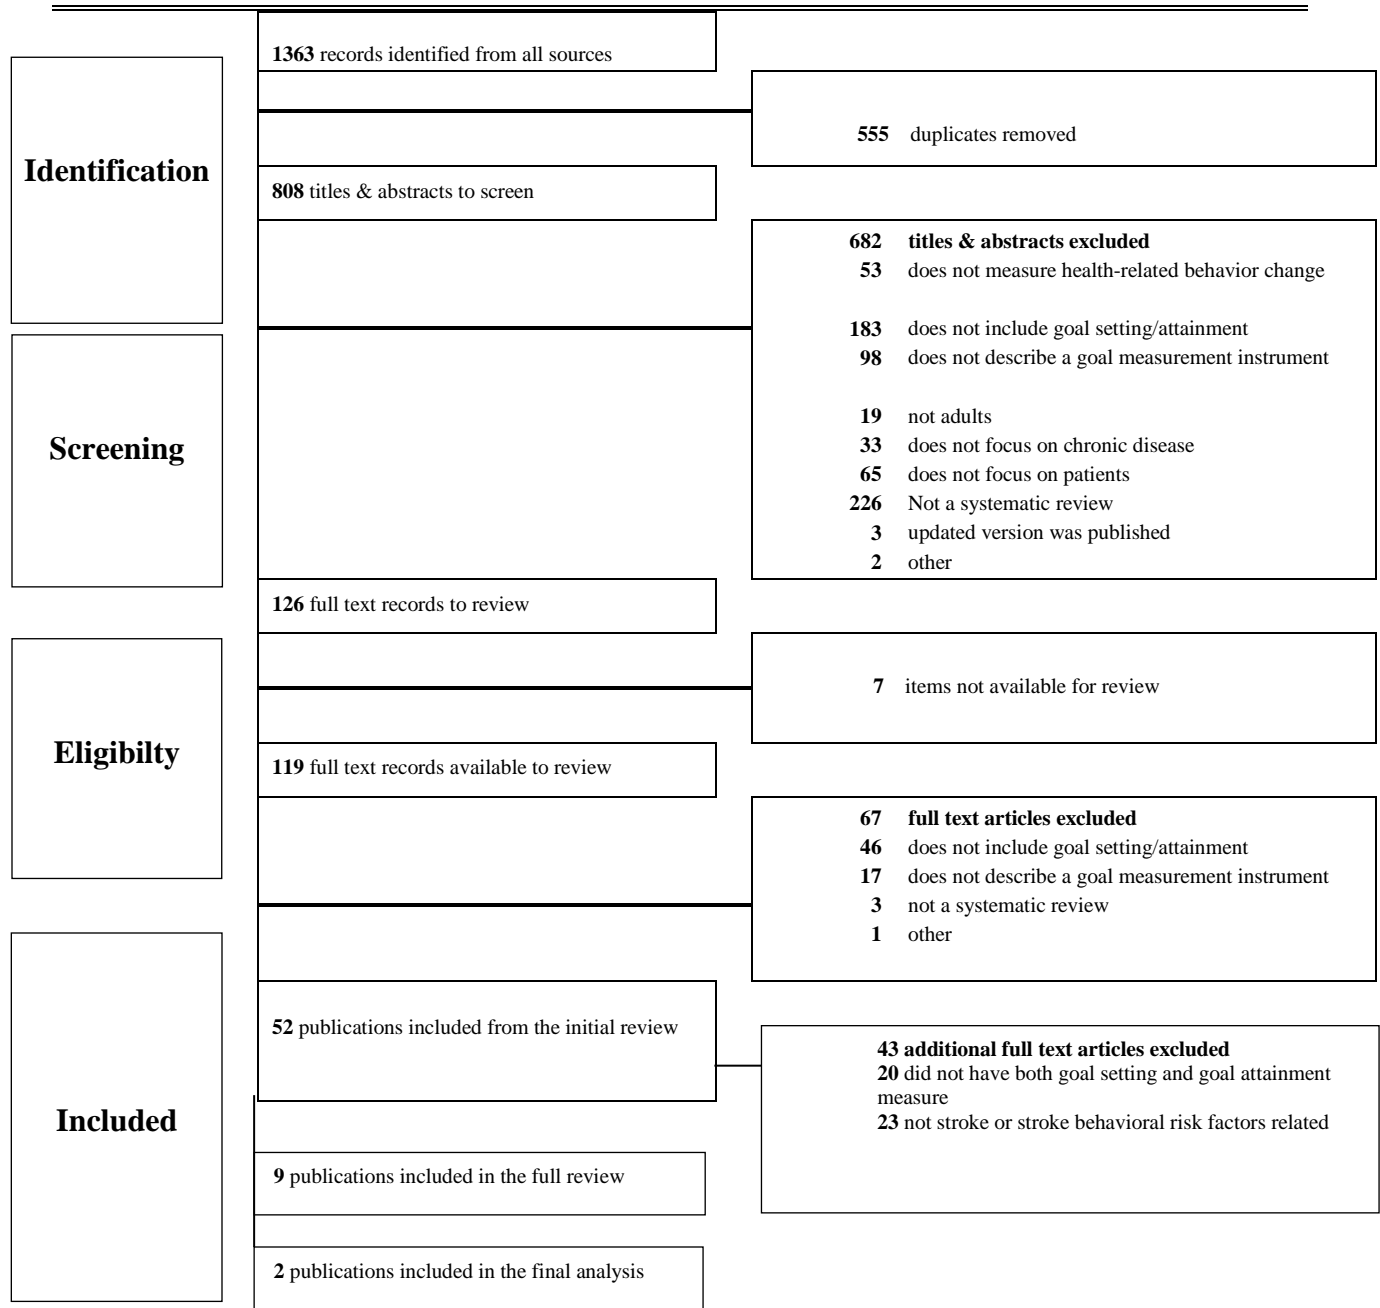 1363 records identified from all sources
555 duplicates removed
Identification
808 titles & abstracts to screen
682 titles & abstracts excluded
53 does not measure health-related behavior change
183 does not include goal setting/attainment
98 does not describe a goal measurement instrument
19 not adults
33 does not focus on chronic disease
65 does not focus on patients
226 Not a systematic review
3 updated version was published
2 other
Screening
126 full text records to review
7 items not available for review
Eligibilty
119 full text records available to review
67 full text articles excluded
46 does not include goal setting/attainment
17 does not describe a goal measurement instrument
3 not a systematic review
1 other
52 publications included from the initial review
43 additional full text articles excluded
20 did not have both goal setting and goal attainment
measure
23 not stroke or stroke behavioral risk factors related
Included
9 publications included in the full review
2 publications included in the final analysis